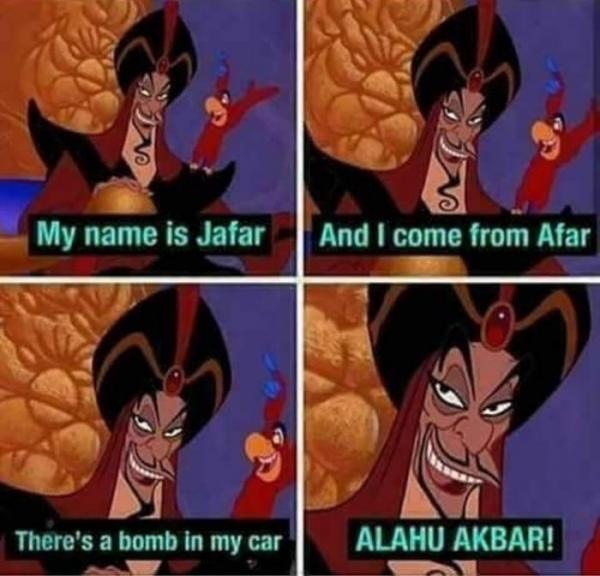 My name is Jafar
And I come from Afar
There's a bomb in my car
ALAHU AKBAR!